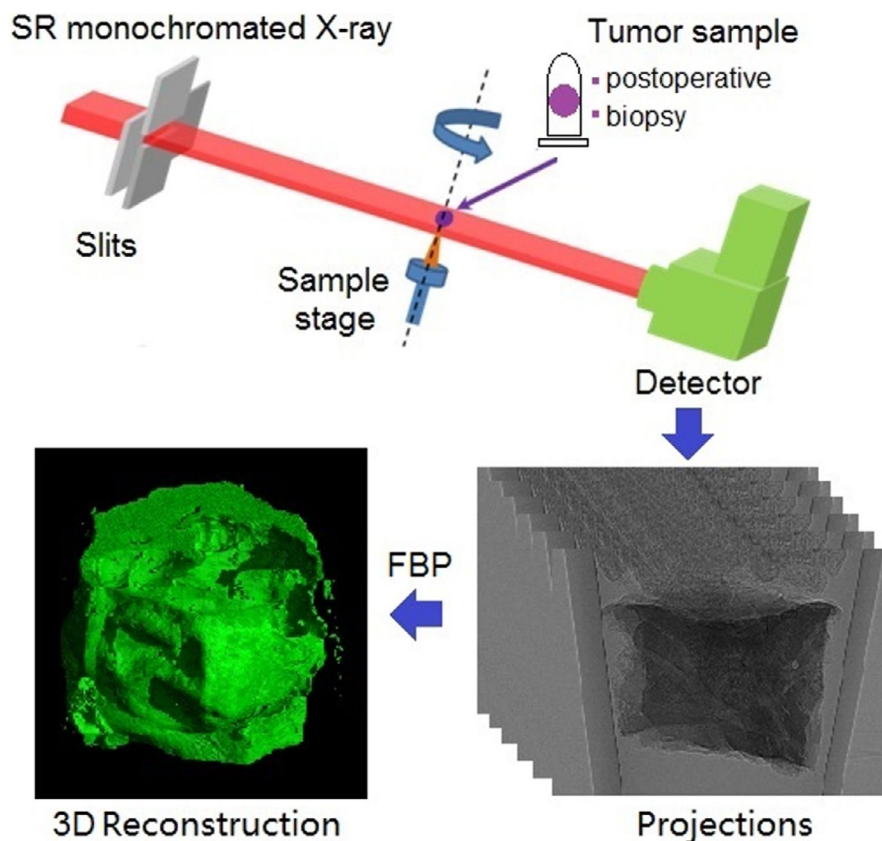 SR monochromated X-ray
Tumor sample
▪ postoperative
▪ biopsy
Slits
Sample
stage
Detector
FBP
3D Reconstruction
Projections